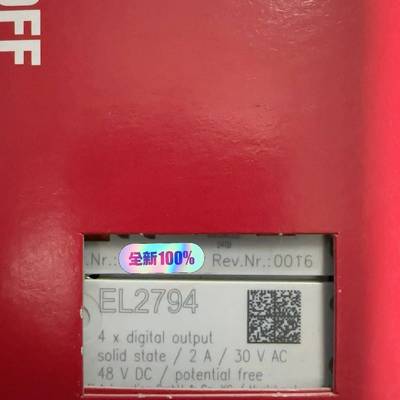 OFF
.Nr.:
全新100%
Rev.Nr.:0016
EL2794
4 x digital output
solid state / 2 A / 30 V AC
48 V DC / potential free